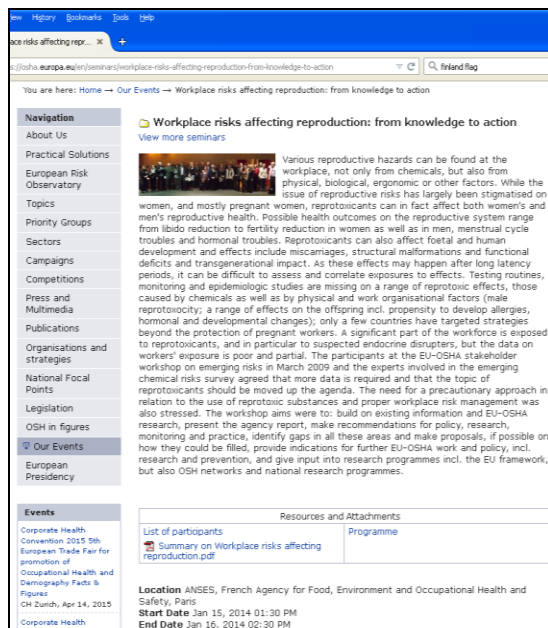 ew History Bookmarks Tools Help
ace risks affecting repr... × +
s://osha.europa.eu/en/seminars/workplace-risks-affecting-reproduction-from-knowledge-to-action
finland flag
You are here: Home → Our Events → Workplace risks affecting reproduction: from knowledge to action
Navigation
About Us
Practical Solutions
European Risk
Observatory
Topics
Priority Groups
Sectors
Campaigns
Competitions
Press and
Multimedia
Publications
Organisations and
strategies
National Focal
Points
Legislation
OSH in figures
Our Events
European
Presidency
Events
Corporate Health
Convention 2015 5th
European Trade Fair for
promotion of
Occupational Health and
Demography Facts &
Figures
CH Zurich, Apr 14, 2015
Corporate Health
Workplace risks affecting reproduction: from knowledge to action
View more seminars
Various reproductive hazards can be found at the
workplace, not only from chemicals, but also from
physical, biological, ergonomic or other factors. While the
issue of reproductive risks has largely been stigmatised on
women, and mostly pregnant women, reprotoxicants can in fact affect both women's and
men's reproductive health. Possible health outcomes on the reproductive system range
from libido reduction to fertility reduction in women as well as in men, menstrual cycle
troubles and hormonal troubles. Reprotoxicants can also affect foetal and human
development and effects include miscarriages, structural malformations and functional
deficits and transgenerational impact. As these effects may happen after long latency
periods, it can be difficult to assess and correlate exposures to effects. Testing routines,
monitoring and epidemiologic studies are missing on a range of reprotoxic effects, those
caused by chemicals as well as by physical and work organisational factors (male
reprotoxocity; a range of effects on the offspring incl. propensity to develop allergies,
hormonal and developmental changes); only a few countries have targeted strategies
beyond the protection of pregnant workers. A significant part of the workforce is exposed
to reprotoxicants, and in particular to suspected endocrine disrupters, but the data on
workers' exposure is poor and partial. The participants at the EU-OSHA stakeholder
workshop on emerging risks in March 2009 and the experts involved in the emerging
chemical risks survey agreed that more data is required and that the topic of
reprotoxicants should be moved up the agenda. The need for a precautionary approach in
relation to the use of reprotoxic substances and proper workplace risk management was
also stressed. The workshop aims were to: build on existing information and EU-OSHA
research, present the agency report, make recommendations for policy, research,
monitoring and practice, identify gaps in all these areas and make proposals, if possible on
how they could be filled, provide indications for further EU-OSHA work and policy, incl.
research and prevention, and give input into research programmes incl. the EU framework,
but also OSH networks and national research programmes.
Resources and Attachments
List of participants
Programme
Summary on Workplace risks affecting
reproduction.pdf
Location ANSES, French Agency for Food, Environment and Occupational Health and
Safety, Paris
Start Date Jan 15, 2014 01:30 PM
End Date Jan 16, 2014 02:30 PM